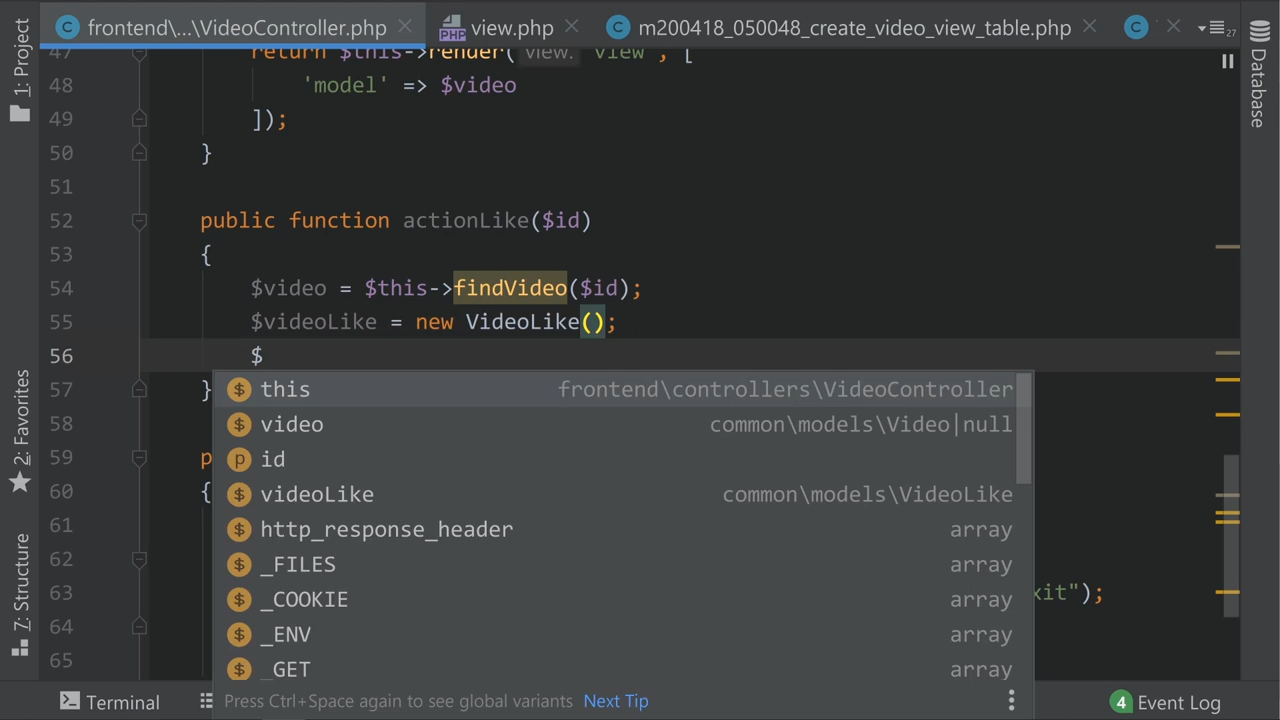 frontend\...\VideoController.php
view.php
m200418_050048_create_video_view_table.php
27
1: Project
2: Favorites
7: Structure
Database
47 return $this->render( view: 'view', [
48 'model' => $video
49 ]);
50 }
51
52 public function actionLike($id)
53 {
54 $video = $this->findVideo($id);
55 $videoLike = new VideoLike();
56 $
57 }
58
59 p
60 {
61
62
63 xit");
64
65
$ this frontend\controllers\VideoController
$ video common\models\Video|null
p id
$ videoLike common\models\VideoLike
$ http_response_header array
$ _FILES array
$ _COOKIE array
$ _ENV array
$ _GET array
Press Ctrl+Space again to see global variants Next Tip
Terminal
4 Event Log